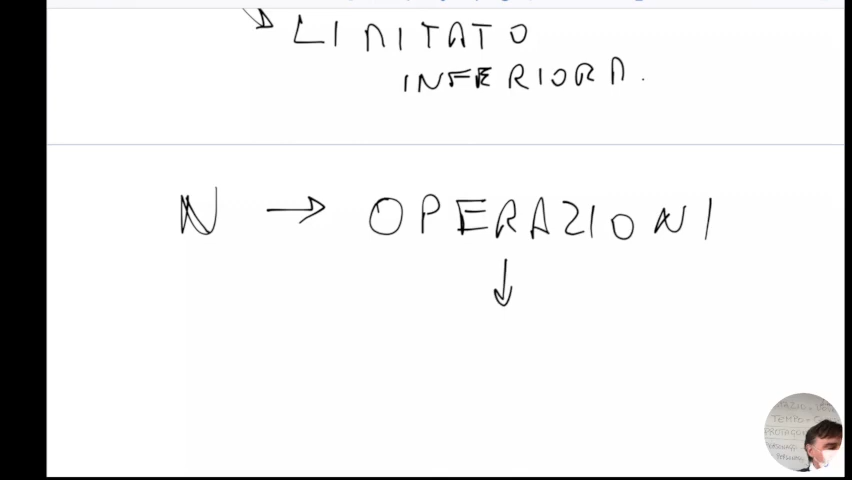 LIMITATO
INFERIORM.
N → OPERAZIONI
↓